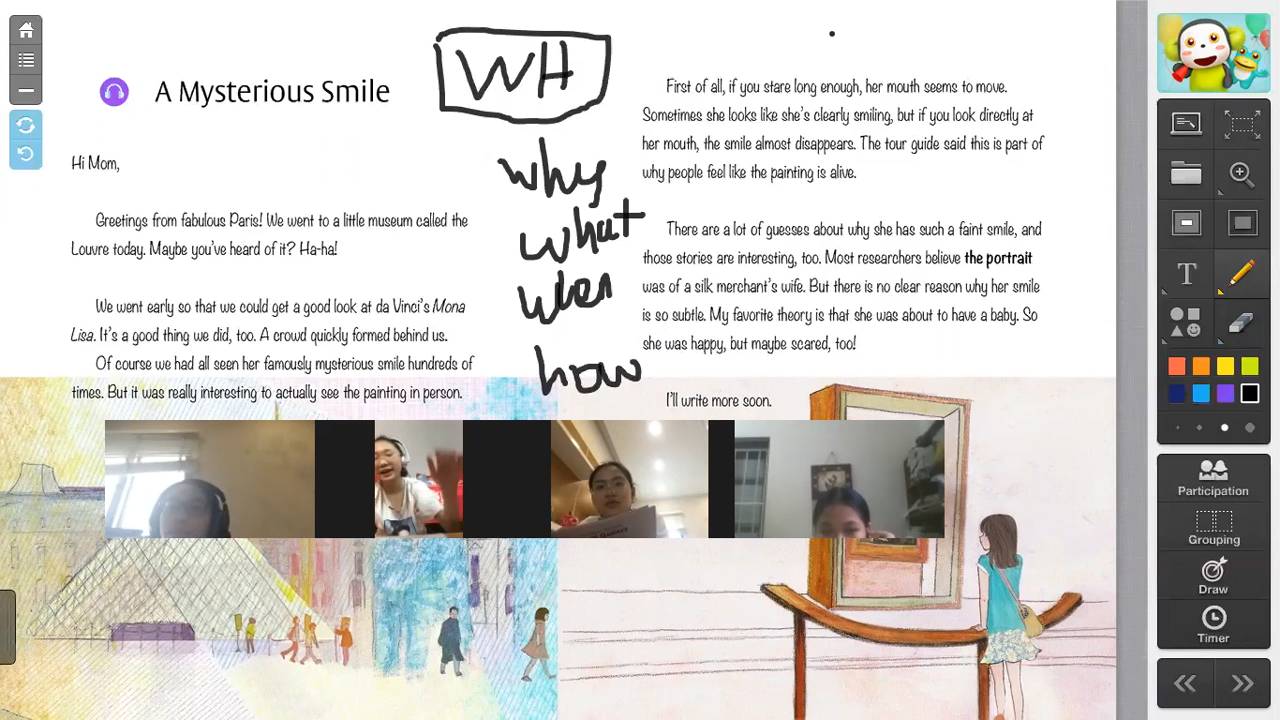 A Mysterious Smile
Hi Mom,
Greetings from fabulous Paris! We went to a little museum called the
Louvre today. Maybe you've heard of it? Ha-ha!
We went early so that we could get a good look at da Vinci's Mona
Lisa. It's a good thing we did, too. A crowd quickly formed behind us.
Of course we had all seen her famously mysterious smile hundreds of
times. But it was really interesting to actually see the painting in person.
WH
why
what
when
how
First of all, if you stare long enough, her mouth seems to move.
Sometimes she looks like she's clearly smiling, but if you look directly at
her mouth, the smile almost disappears. The tour guide said this is part of
why people feel like the painting is alive.
There are a lot of guesses about why she has such a faint smile, and
those stories are interesting, too. Most researchers believe the portrait
was of a silk merchant's wife. But there is no clear reason why her smile
is so subtle. My favorite theory is that she was about to have a baby. So
she was happy, but maybe scared, too!
I'll write more soon.
T
Participation
Grouping
Draw
Timer